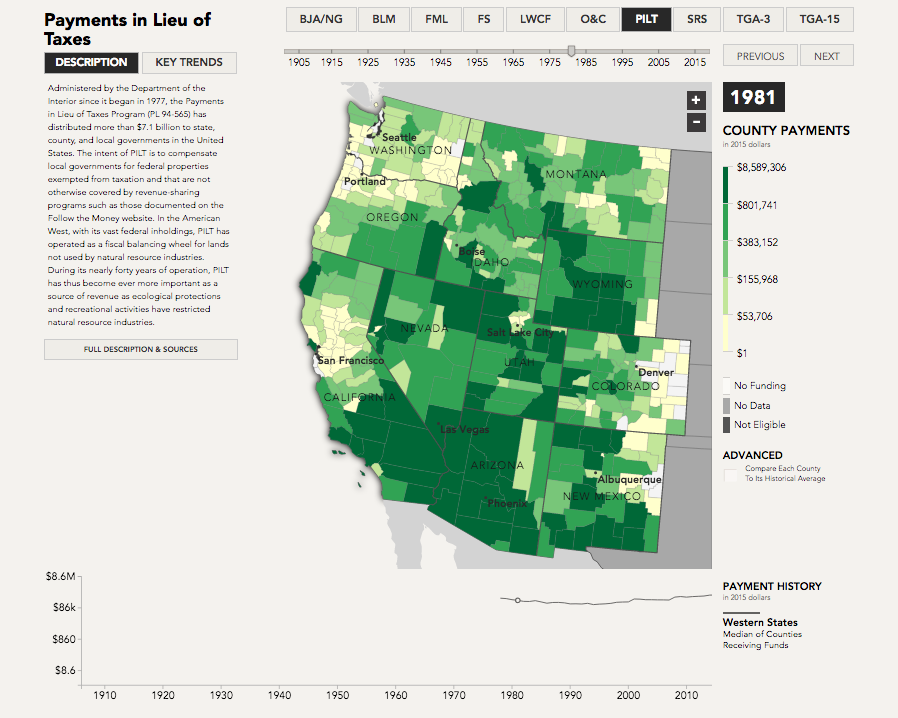 Payments in Lieu of
Taxes
DESCRIPTION
KEY TRENDS
Administered by the Department of the
Interior since it began in 1977, the Payments
in Lieu of Taxes Program (PL 94-565) has
distributed more than $7.1 billion to state,
county, and local governments in the United
States. The intent of PILT is to compensate
local governments for federal properties
exempted from taxation and that are not
otherwise covered by revenue-sharing
programs such as those documented on the
Follow the Money website. In the American
West, with its vast federal inholdings, PILT has
operated as a fiscal balancing wheel for lands
not used by natural resource industries.
During its nearly forty years of operation, PILT
has thus become ever more important as a
source of revenue as ecological protections
and recreational activities have restricted
natural resource industries.
FULL DESCRIPTION & SOURCES
BJA/NG
BLM
FML
FS
LWCF
O&C
PILT
SRS
TGA-3
TGA-15
1905 1915 1925 1935 1945 1955 1965 1975 1985 1995 2005 2015
PREVIOUS
NEXT
+
−
Seattle
WASHINGTON
Portland
MONTANA
OREGON
Boise
IDAHO
WYOMING
NEVADA
Salt Lake City
UTAH
San Francisco
Denver
COLORADO
CALIFORNIA
Las Vegas
ARIZONA
Albuquerque
NEW MEXICO
Phoenix
1981
COUNTY PAYMENTS
in 2015 dollars
$8,589,306
$801,741
$383,152
$155,968
$53,706
$1
No Funding
No Data
Not Eligible
ADVANCED
Compare Each County
To Its Historical Average
$8.6M
$86k
$860
$8.6
1910 1920 1930 1940 1950 1960 1970 1980 1990 2000 2010
PAYMENT HISTORY
in 2015 dollars
Western States
Median of Counties
Receiving Funds